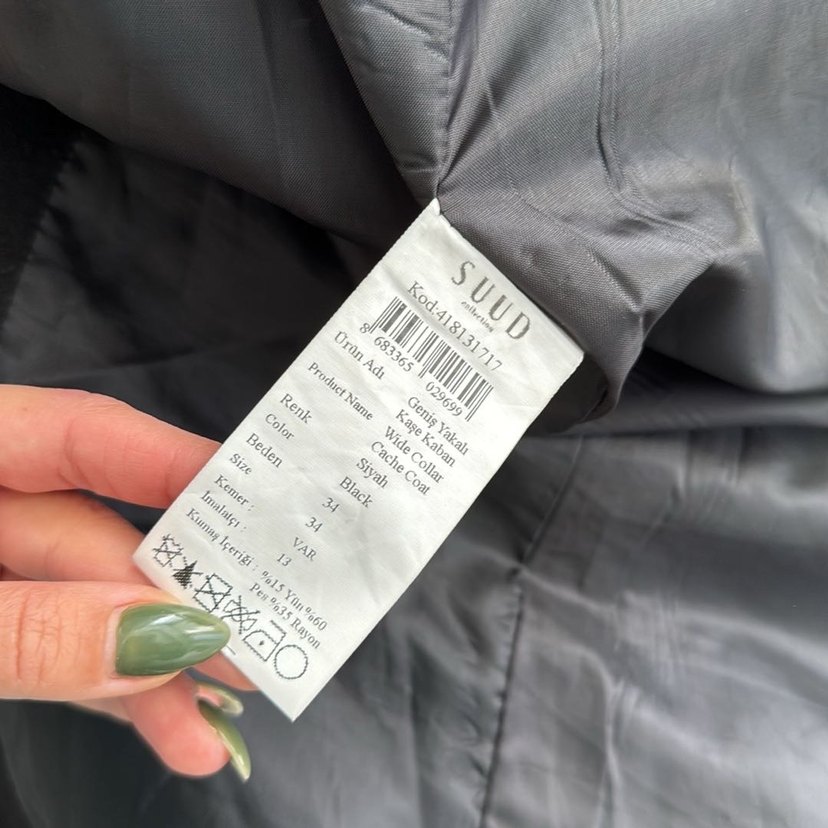 SUUD
collection
Kod:418131717
8 683365 029699
Ürün Adı Geniş Yakalı
Kaşe Kaban
Product Name Wide Collar
Cache Coat
Renk Siyah
Color Black
Beden 34
Size 34
Kemer : VAR
İmalatçı : 13
Kumaş İçeriği : %15 Yün %60
Pes %35 Rayon